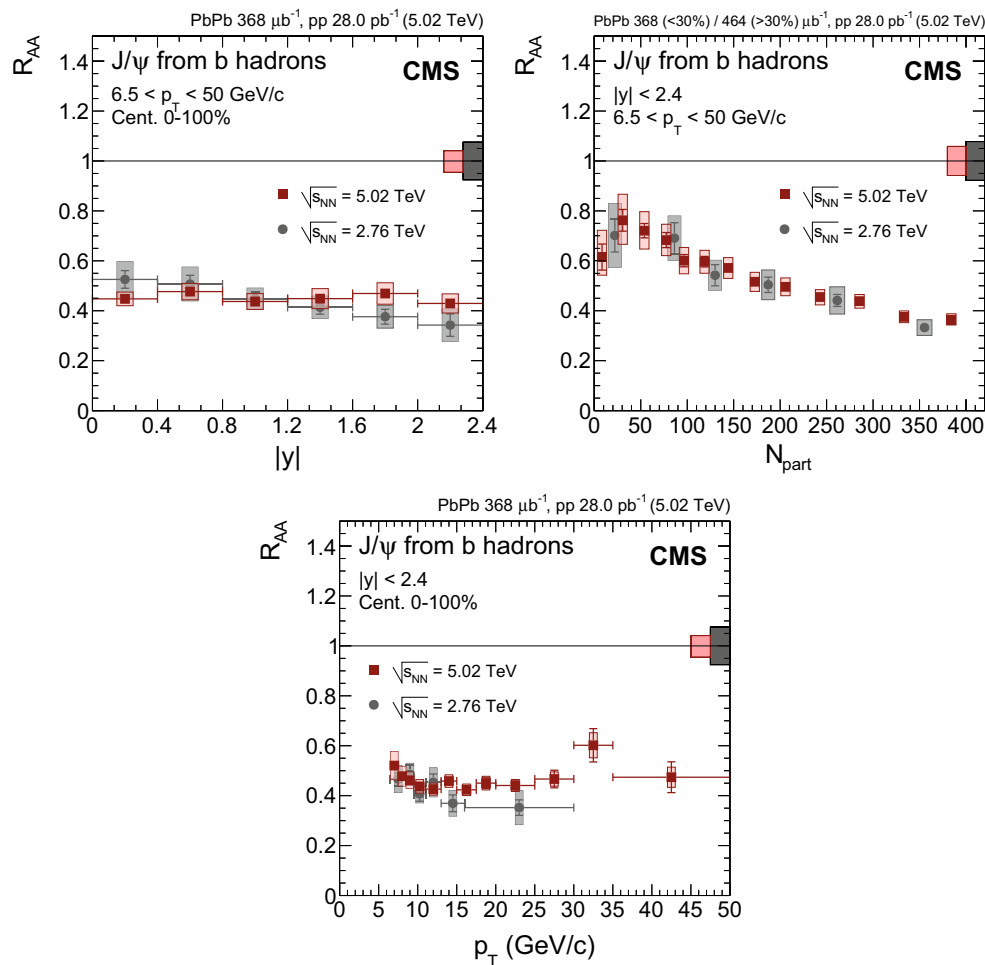 PbPb 368 μb⁻¹, pp 28.0 pb⁻¹ (5.02 TeV)
R_AA
J/ψ from b hadrons
CMS
6.5 < p_T < 50 GeV/c
Cent. 0-100%
√s_NN = 5.02 TeV
√s_NN = 2.76 TeV
1.4
1.2
1
0.8
0.6
0.4
0.2
0
0 0.4 0.8 1.2 1.6 2 2.4
|y|
PbPb 368 (<30%) / 464 (>30%) μb⁻¹, pp 28.0 pb⁻¹ (5.02 TeV)
R_AA
J/ψ from b hadrons
CMS
|y| < 2.4
6.5 < p_T < 50 GeV/c
√s_NN = 5.02 TeV
√s_NN = 2.76 TeV
1.4
1.2
1
0.8
0.6
0.4
0.2
0
0 50 100 150 200 250 300 350 400
N_part
PbPb 368 μb⁻¹, pp 28.0 pb⁻¹ (5.02 TeV)
R_AA
J/ψ from b hadrons
CMS
|y| < 2.4
Cent. 0-100%
√s_NN = 5.02 TeV
√s_NN = 2.76 TeV
1.4
1.2
1
0.8
0.6
0.4
0.2
0
0 5 10 15 20 25 30 35 40 45 50
p_T (GeV/c)